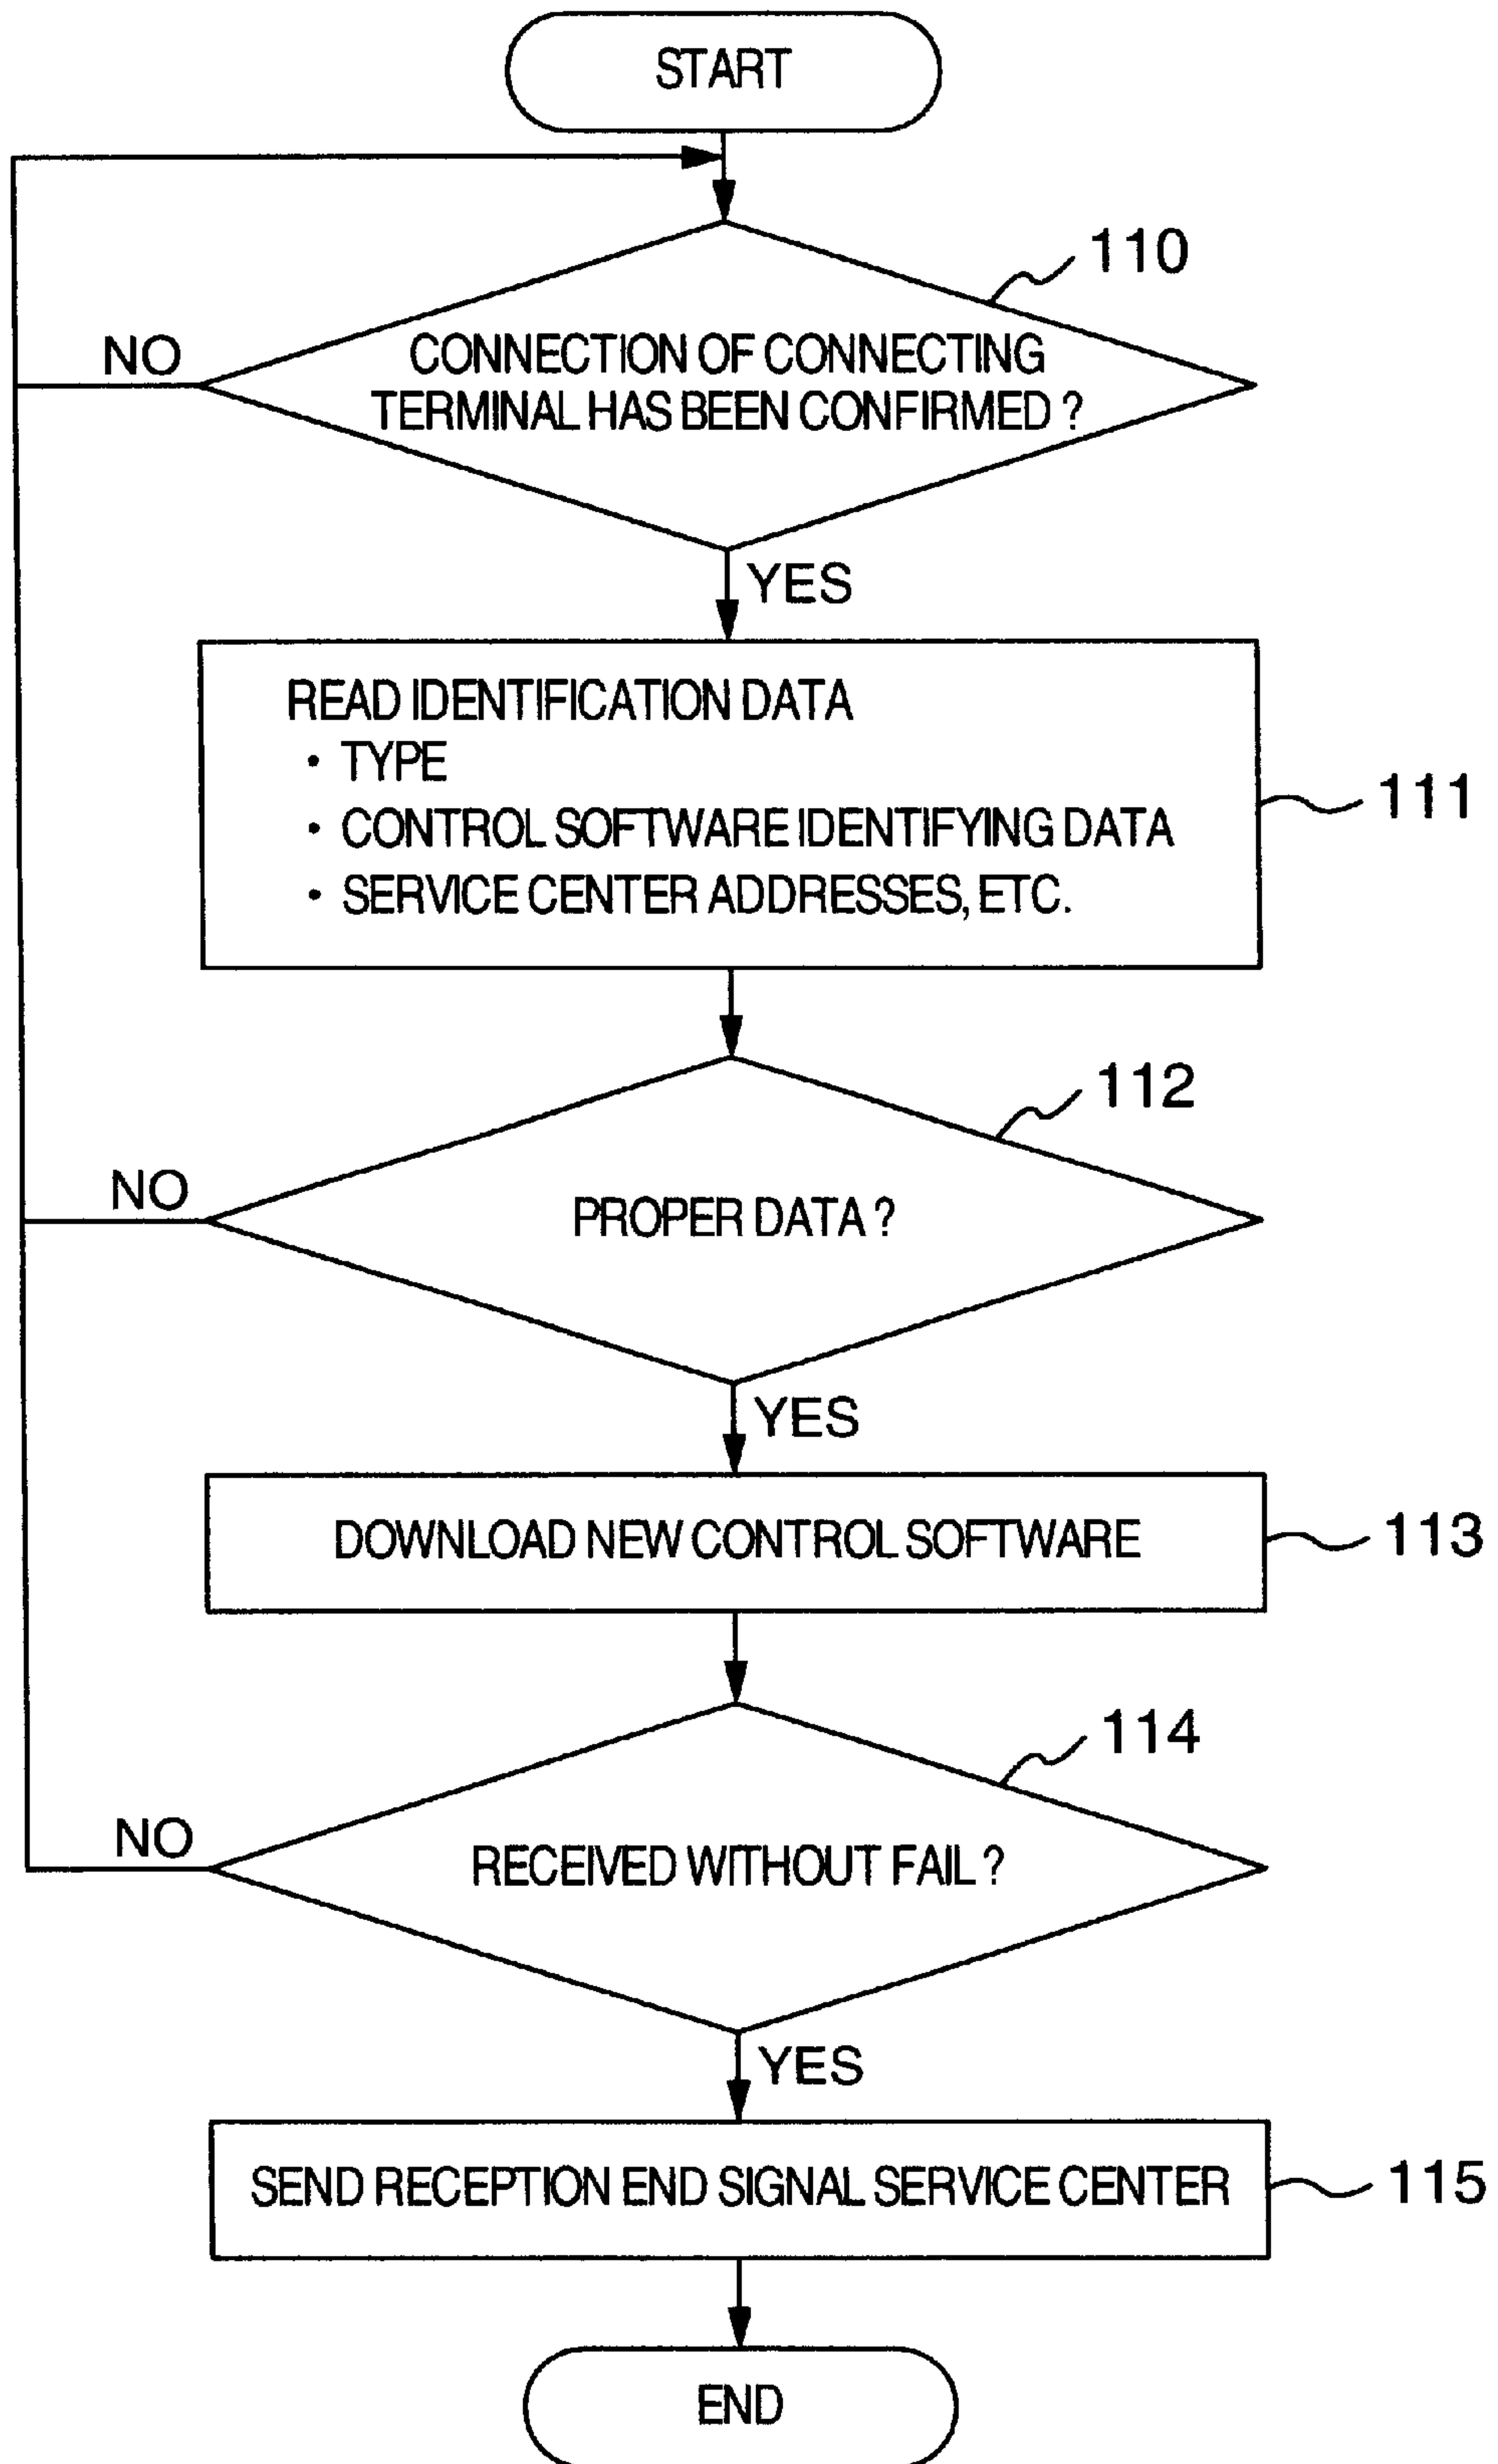 START
110
NO
CONNECTION OF CONNECTING
TERMINAL HAS BEEN CONFIRMED ?
YES
READ IDENTIFICATION DATA
· TYPE
· CONTROL SOFTWARE IDENTIFYING DATA
· SERVICE CENTER ADDRESSES, ETC.
111
112
NO
PROPER DATA ?
YES
DOWNLOAD NEW CONTROL SOFTWARE
113
114
NO
RECEIVED WITHOUT FAIL ?
YES
SEND RECEPTION END SIGNAL SERVICE CENTER
115
END